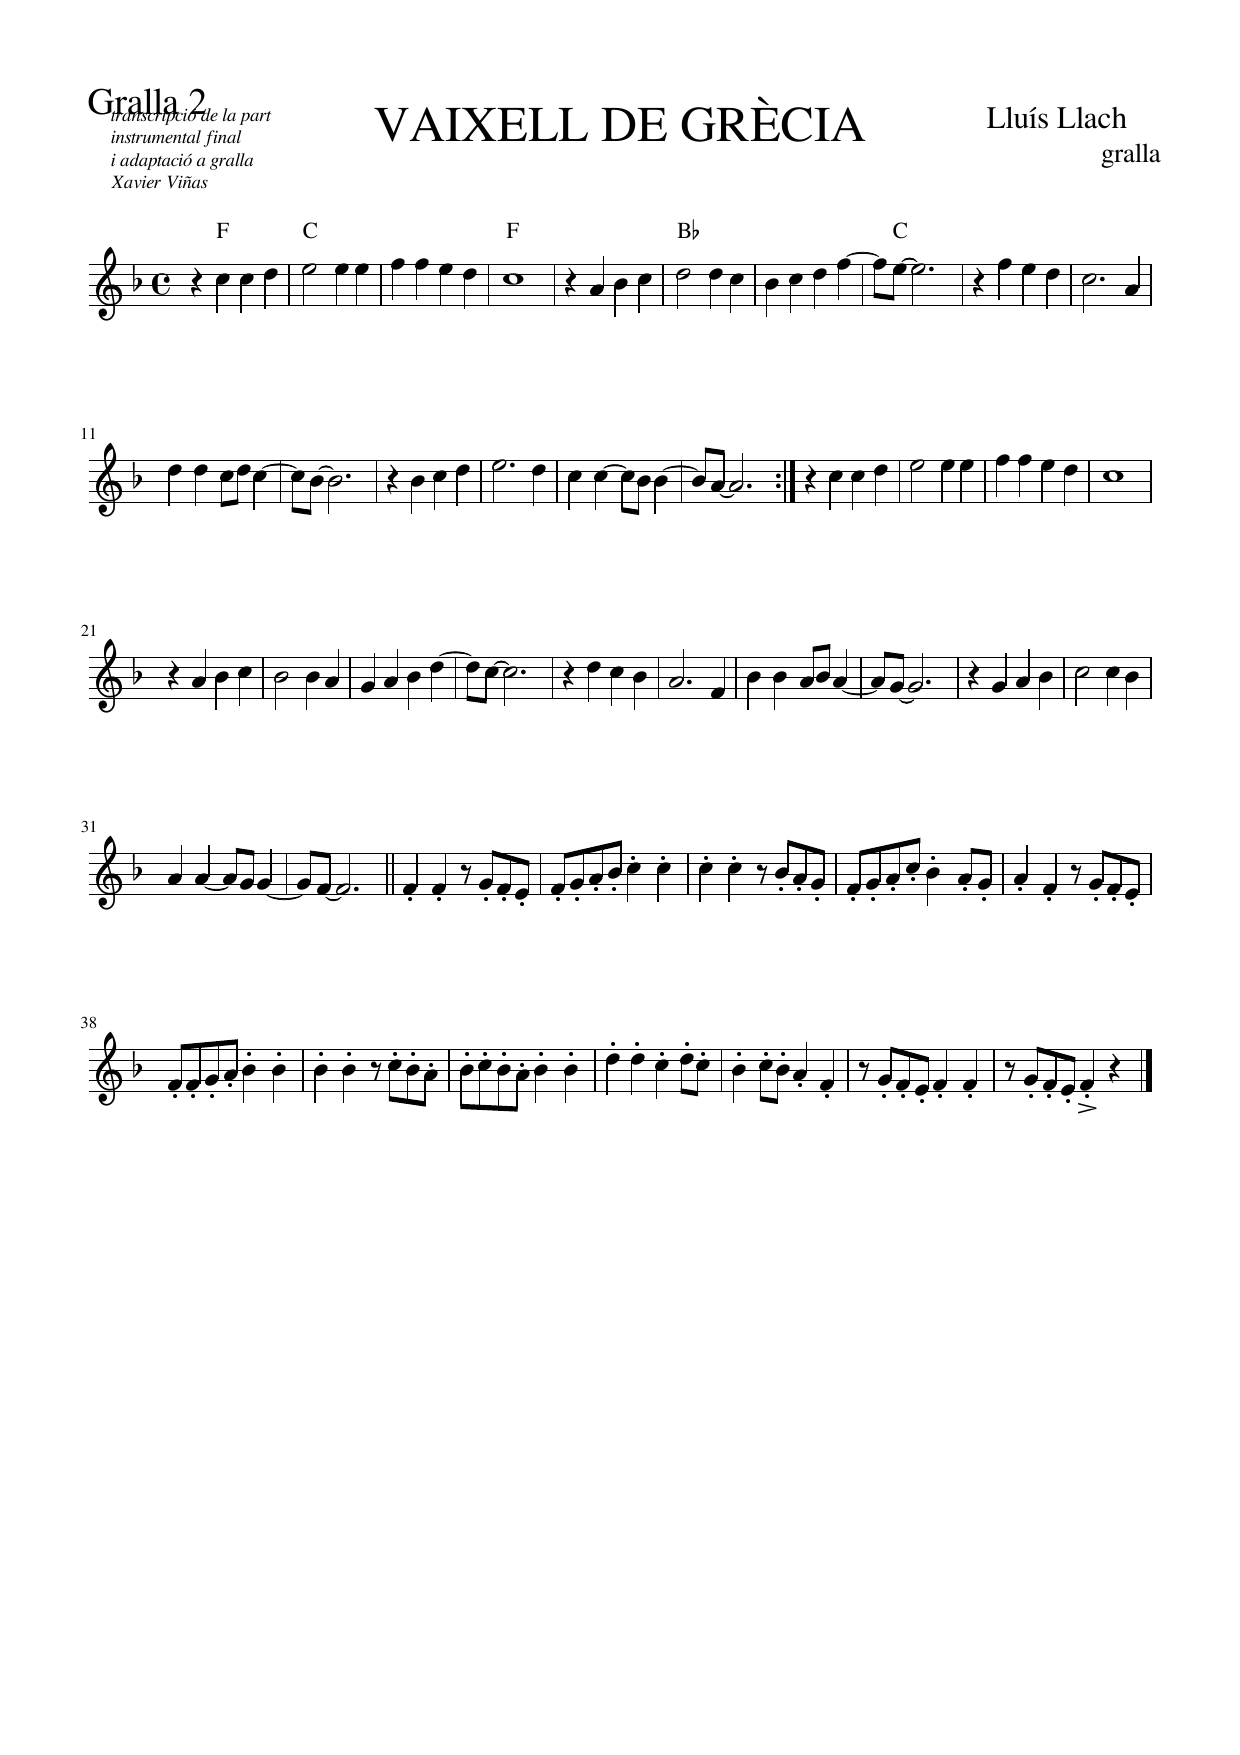 Gralla 2
transcripció de la part
instrumental final
i adaptació a gralla
Xavier Viñas
VAIXELL DE GRÈCIA
Lluís Llach
gralla
F C F B♭ C
11
21
31
38